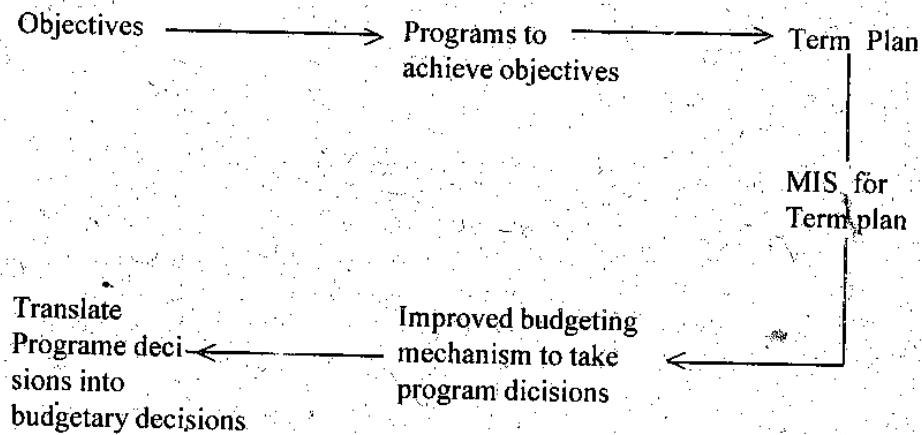 Objectives
Programs to
achieve objectives
Term Plan
MIS for
Term plan
Improved budgeting
mechanism to take
program dicisions
Translate
Programe deci-
sions into
budgetary decisions